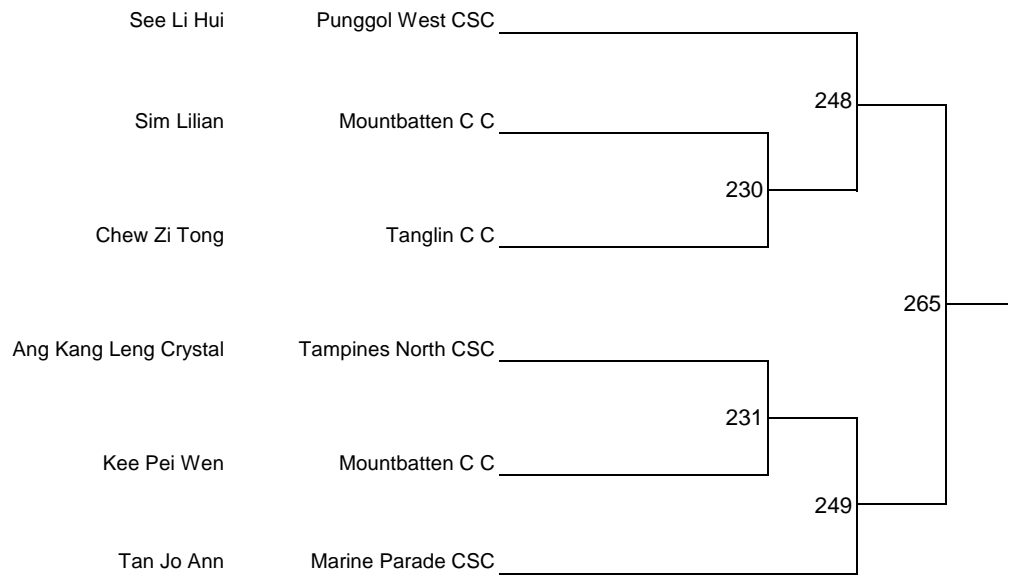 See Li Hui Punggol West CSC
248
Sim Lilian Mountbatten C C
230
Chew Zi Tong Tanglin C C
265
Ang Kang Leng Crystal Tampines North CSC
231
Kee Pei Wen Mountbatten C C
249
Tan Jo Ann Marine Parade CSC